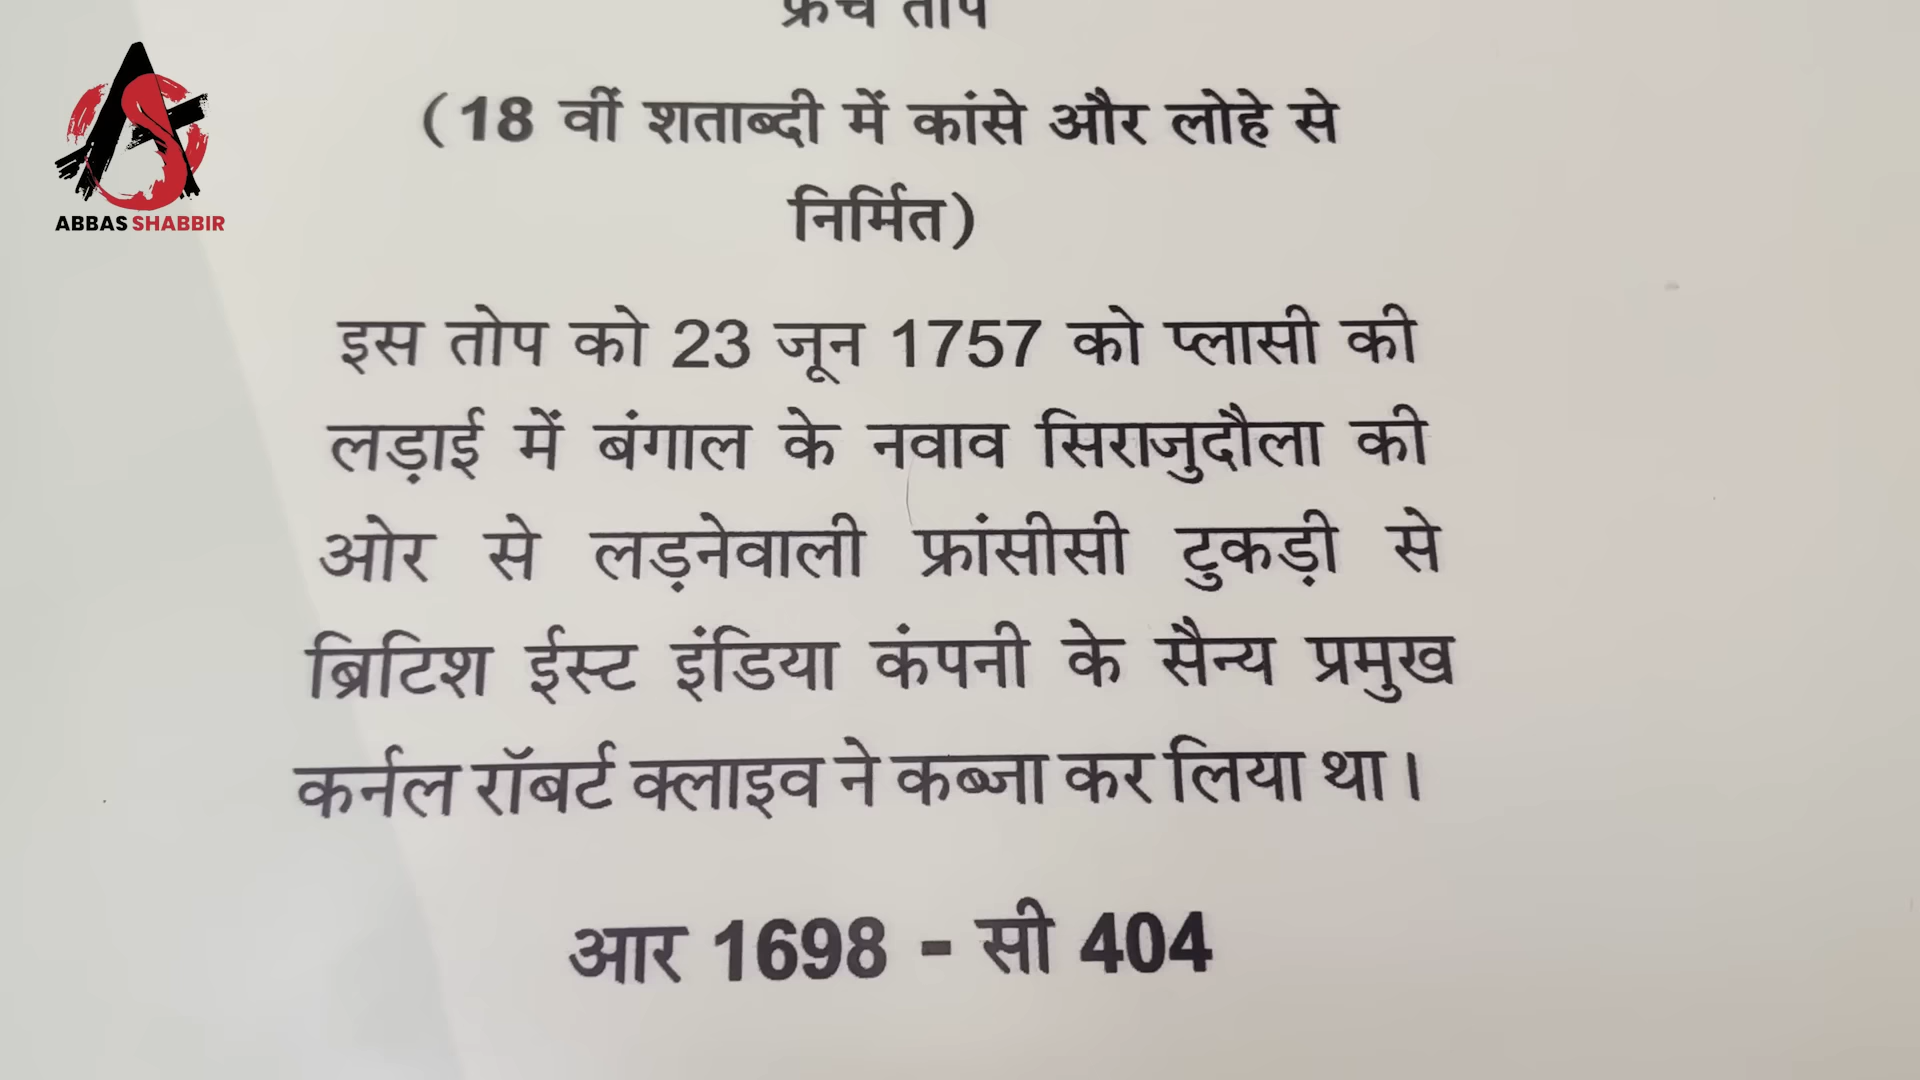 फ्रेंच तोप
ABBAS SHABBIR
(18 वीं शताब्दी में कांसे और लोहे से
निर्मित)
इस तोप को 23 जून 1757 को प्लासी की
लड़ाई में बंगाल के नवाव सिराजुदौला की
ओर से लड़नेवाली फ्रांसीसी टुकड़ी से
ब्रिटिश ईस्ट इंडिया कंपनी के सैन्य प्रमुख
कर्नल रॉबर्ट क्लाइव ने कब्जा कर लिया था।
आर 1698 - सी 404